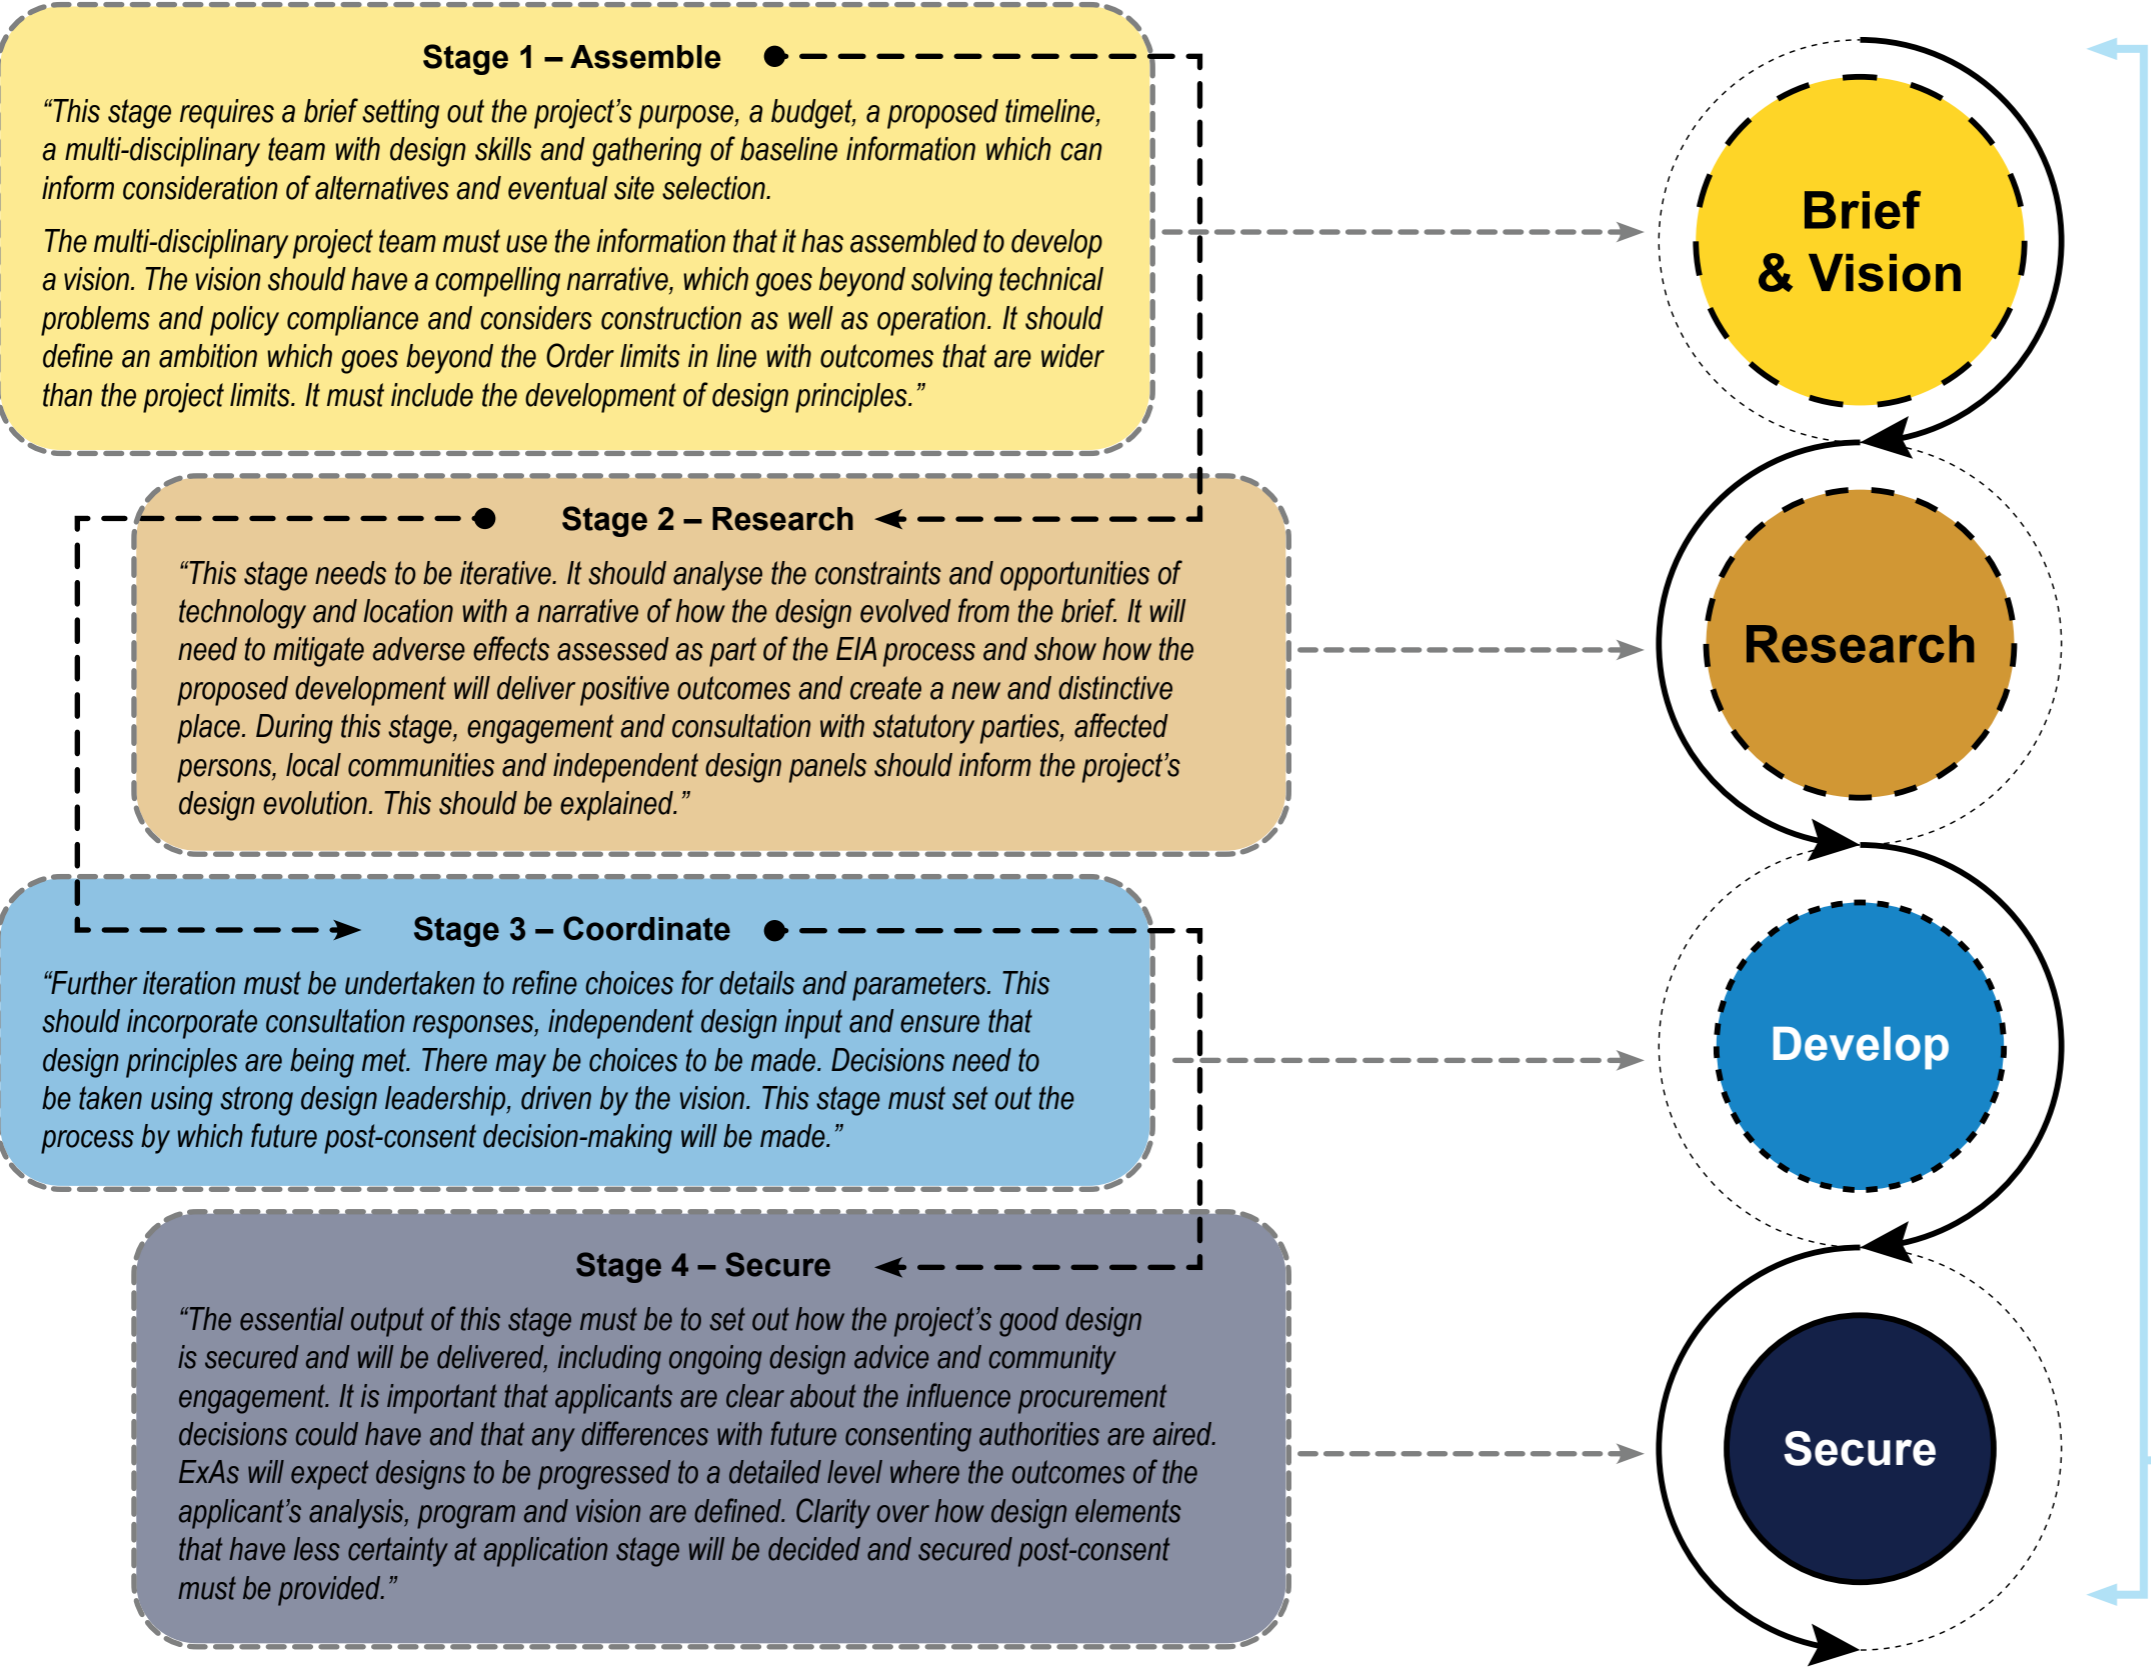 Stage 1 – Assemble
“This stage requires a brief setting out the project’s purpose, a budget, a proposed timeline,
a multi-disciplinary team with design skills and gathering of baseline information which can
inform consideration of alternatives and eventual site selection.
The multi-disciplinary project team must use the information that it has assembled to develop
a vision. The vision should have a compelling narrative, which goes beyond solving technical
problems and policy compliance and considers construction as well as operation. It should
define an ambition which goes beyond the Order limits in line with outcomes that are wider
than the project limits. It must include the development of design principles.”
Brief
& Vision
Stage 2 – Research
“This stage needs to be iterative. It should analyse the constraints and opportunities of
technology and location with a narrative of how the design evolved from the brief. It will
need to mitigate adverse effects assessed as part of the EIA process and show how the
proposed development will deliver positive outcomes and create a new and distinctive
place. During this stage, engagement and consultation with statutory parties, affected
persons, local communities and independent design panels should inform the project’s
design evolution. This should be explained.”
Research
Stage 3 – Coordinate
“Further iteration must be undertaken to refine choices for details and parameters. This
should incorporate consultation responses, independent design input and ensure that
design principles are being met. There may be choices to be made. Decisions need to
be taken using strong design leadership, driven by the vision. This stage must set out the
process by which future post-consent decision-making will be made.”
Develop
Stage 4 – Secure
“The essential output of this stage must be to set out how the project’s good design
is secured and will be delivered, including ongoing design advice and community
engagement. It is important that applicants are clear about the influence procurement
decisions could have and that any differences with future consenting authorities are aired.
ExAs will expect designs to be progressed to a detailed level where the outcomes of the
applicant’s analysis, program and vision are defined. Clarity over how design elements
that have less certainty at application stage will be decided and secured post-consent
must be provided.”
Secure